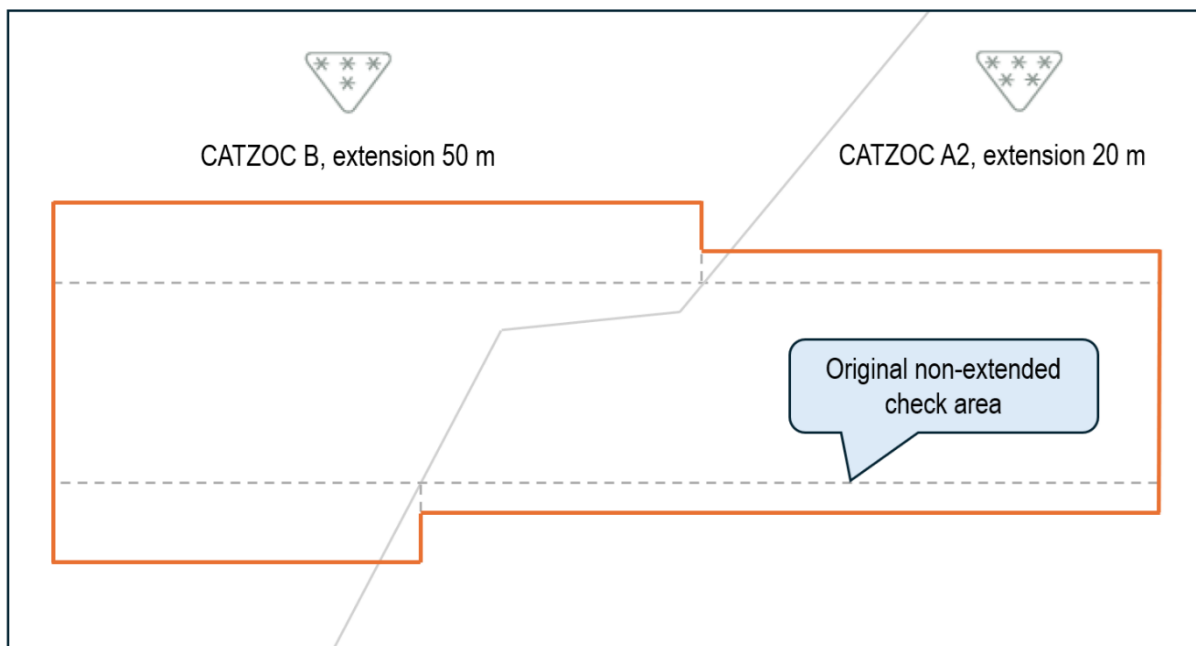 CATZOC B, extension 50 m
CATZOC A2, extension 20 m
Original non-extended
check area